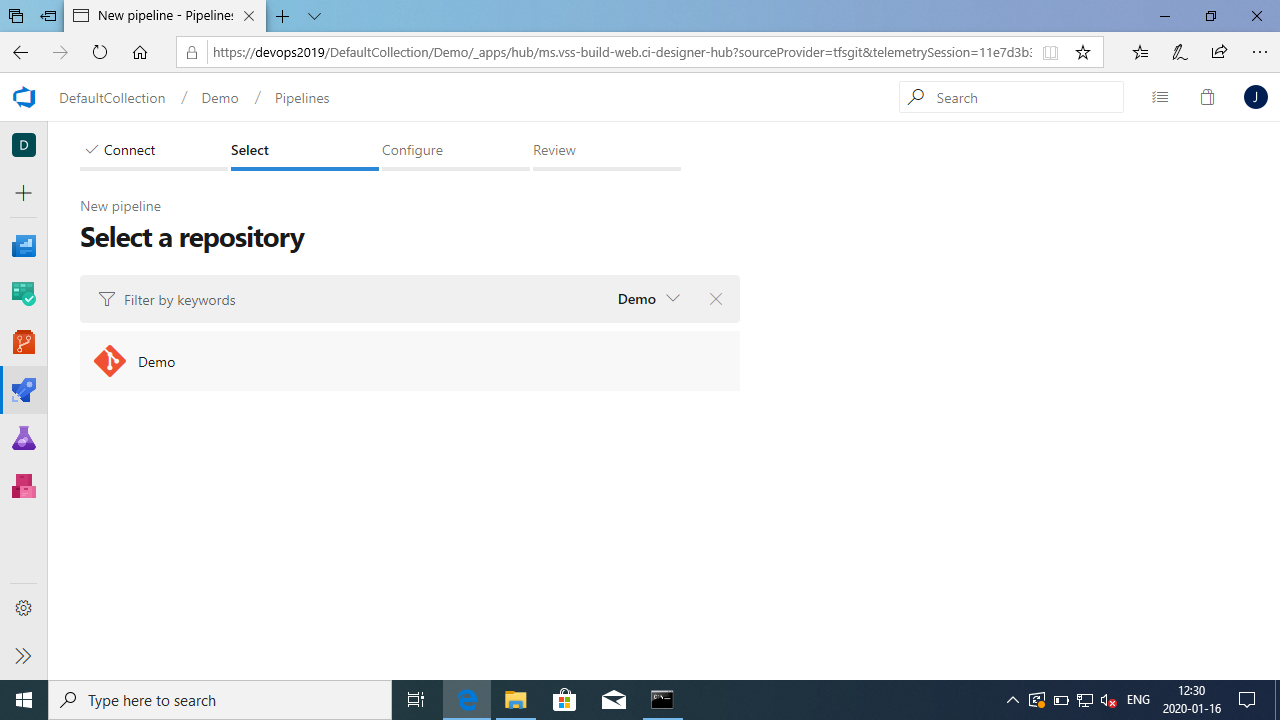 New pipeline - Pipelines
https://devops2019/DefaultCollection/Demo/_apps/hub/ms.vss-build-web.ci-designer-hub?sourceProvider=tfsgit&telemetrySession=11e7d3b3
DefaultCollection / Demo / Pipelines
Search
J
D
Connect
Select
Configure
Review
New pipeline
Select a repository
Filter by keywords
Demo
Demo
Type here to search
ENG
12:30
2020-01-16